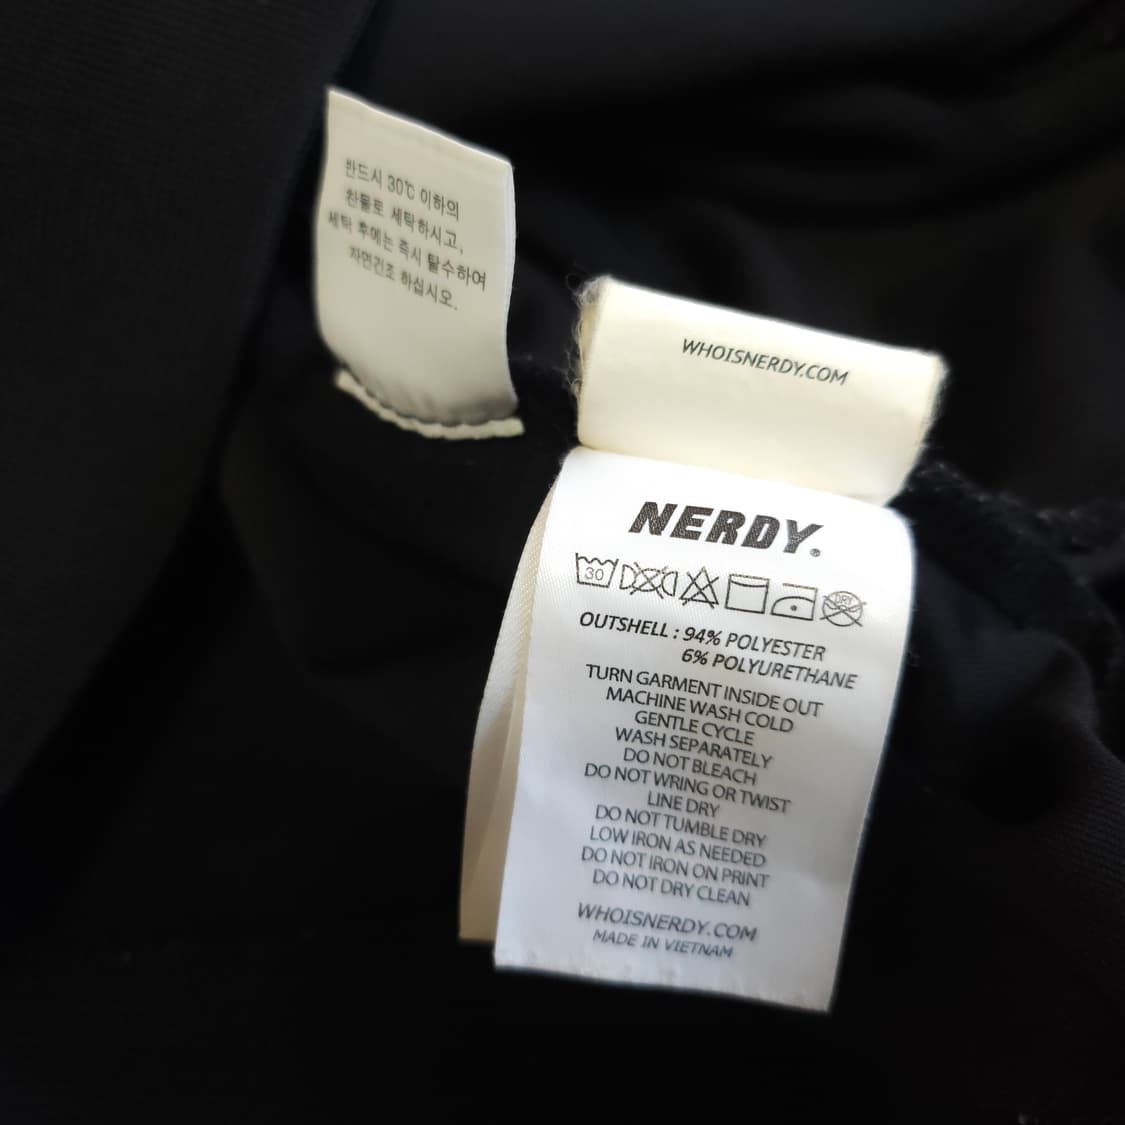 반드시 30℃ 이하의
찬물로 세탁하시고,
세탁 후에는 즉시 탈수하여
자연건조 하십시오.
WHOISNERDY.COM
NERDY.
30
DRY
OUTSHELL : 94% POLYESTER
6% POLYURETHANE
TURN GARMENT INSIDE OUT
MACHINE WASH COLD
GENTLE CYCLE
WASH SEPARATELY
DO NOT BLEACH
DO NOT WRING OR TWIST
LINE DRY
DO NOT TUMBLE DRY
LOW IRON AS NEEDED
DO NOT IRON ON PRINT
DO NOT DRY CLEAN
WHOISNERDY.COM
MADE IN VIETNAM